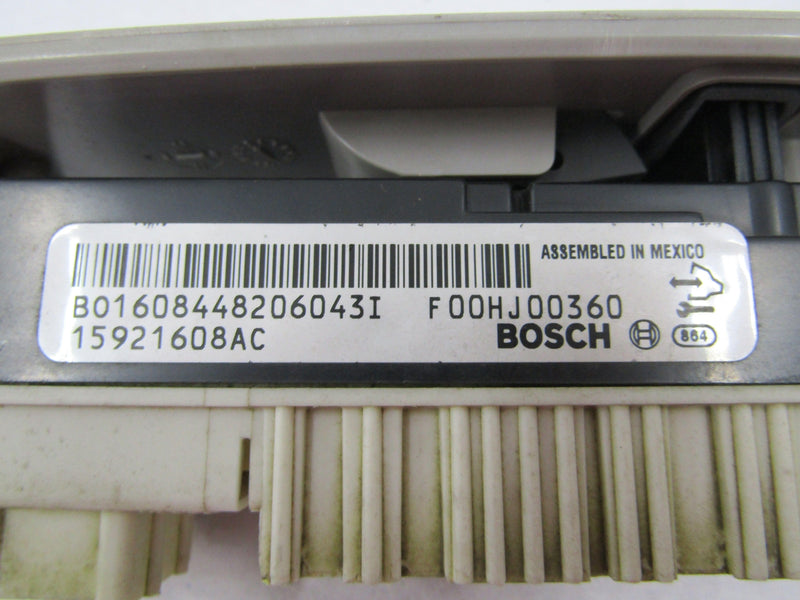 ASSEMBLED IN MEXICO
B01608448206043I F00HJ00360
15921608AC BOSCH 864